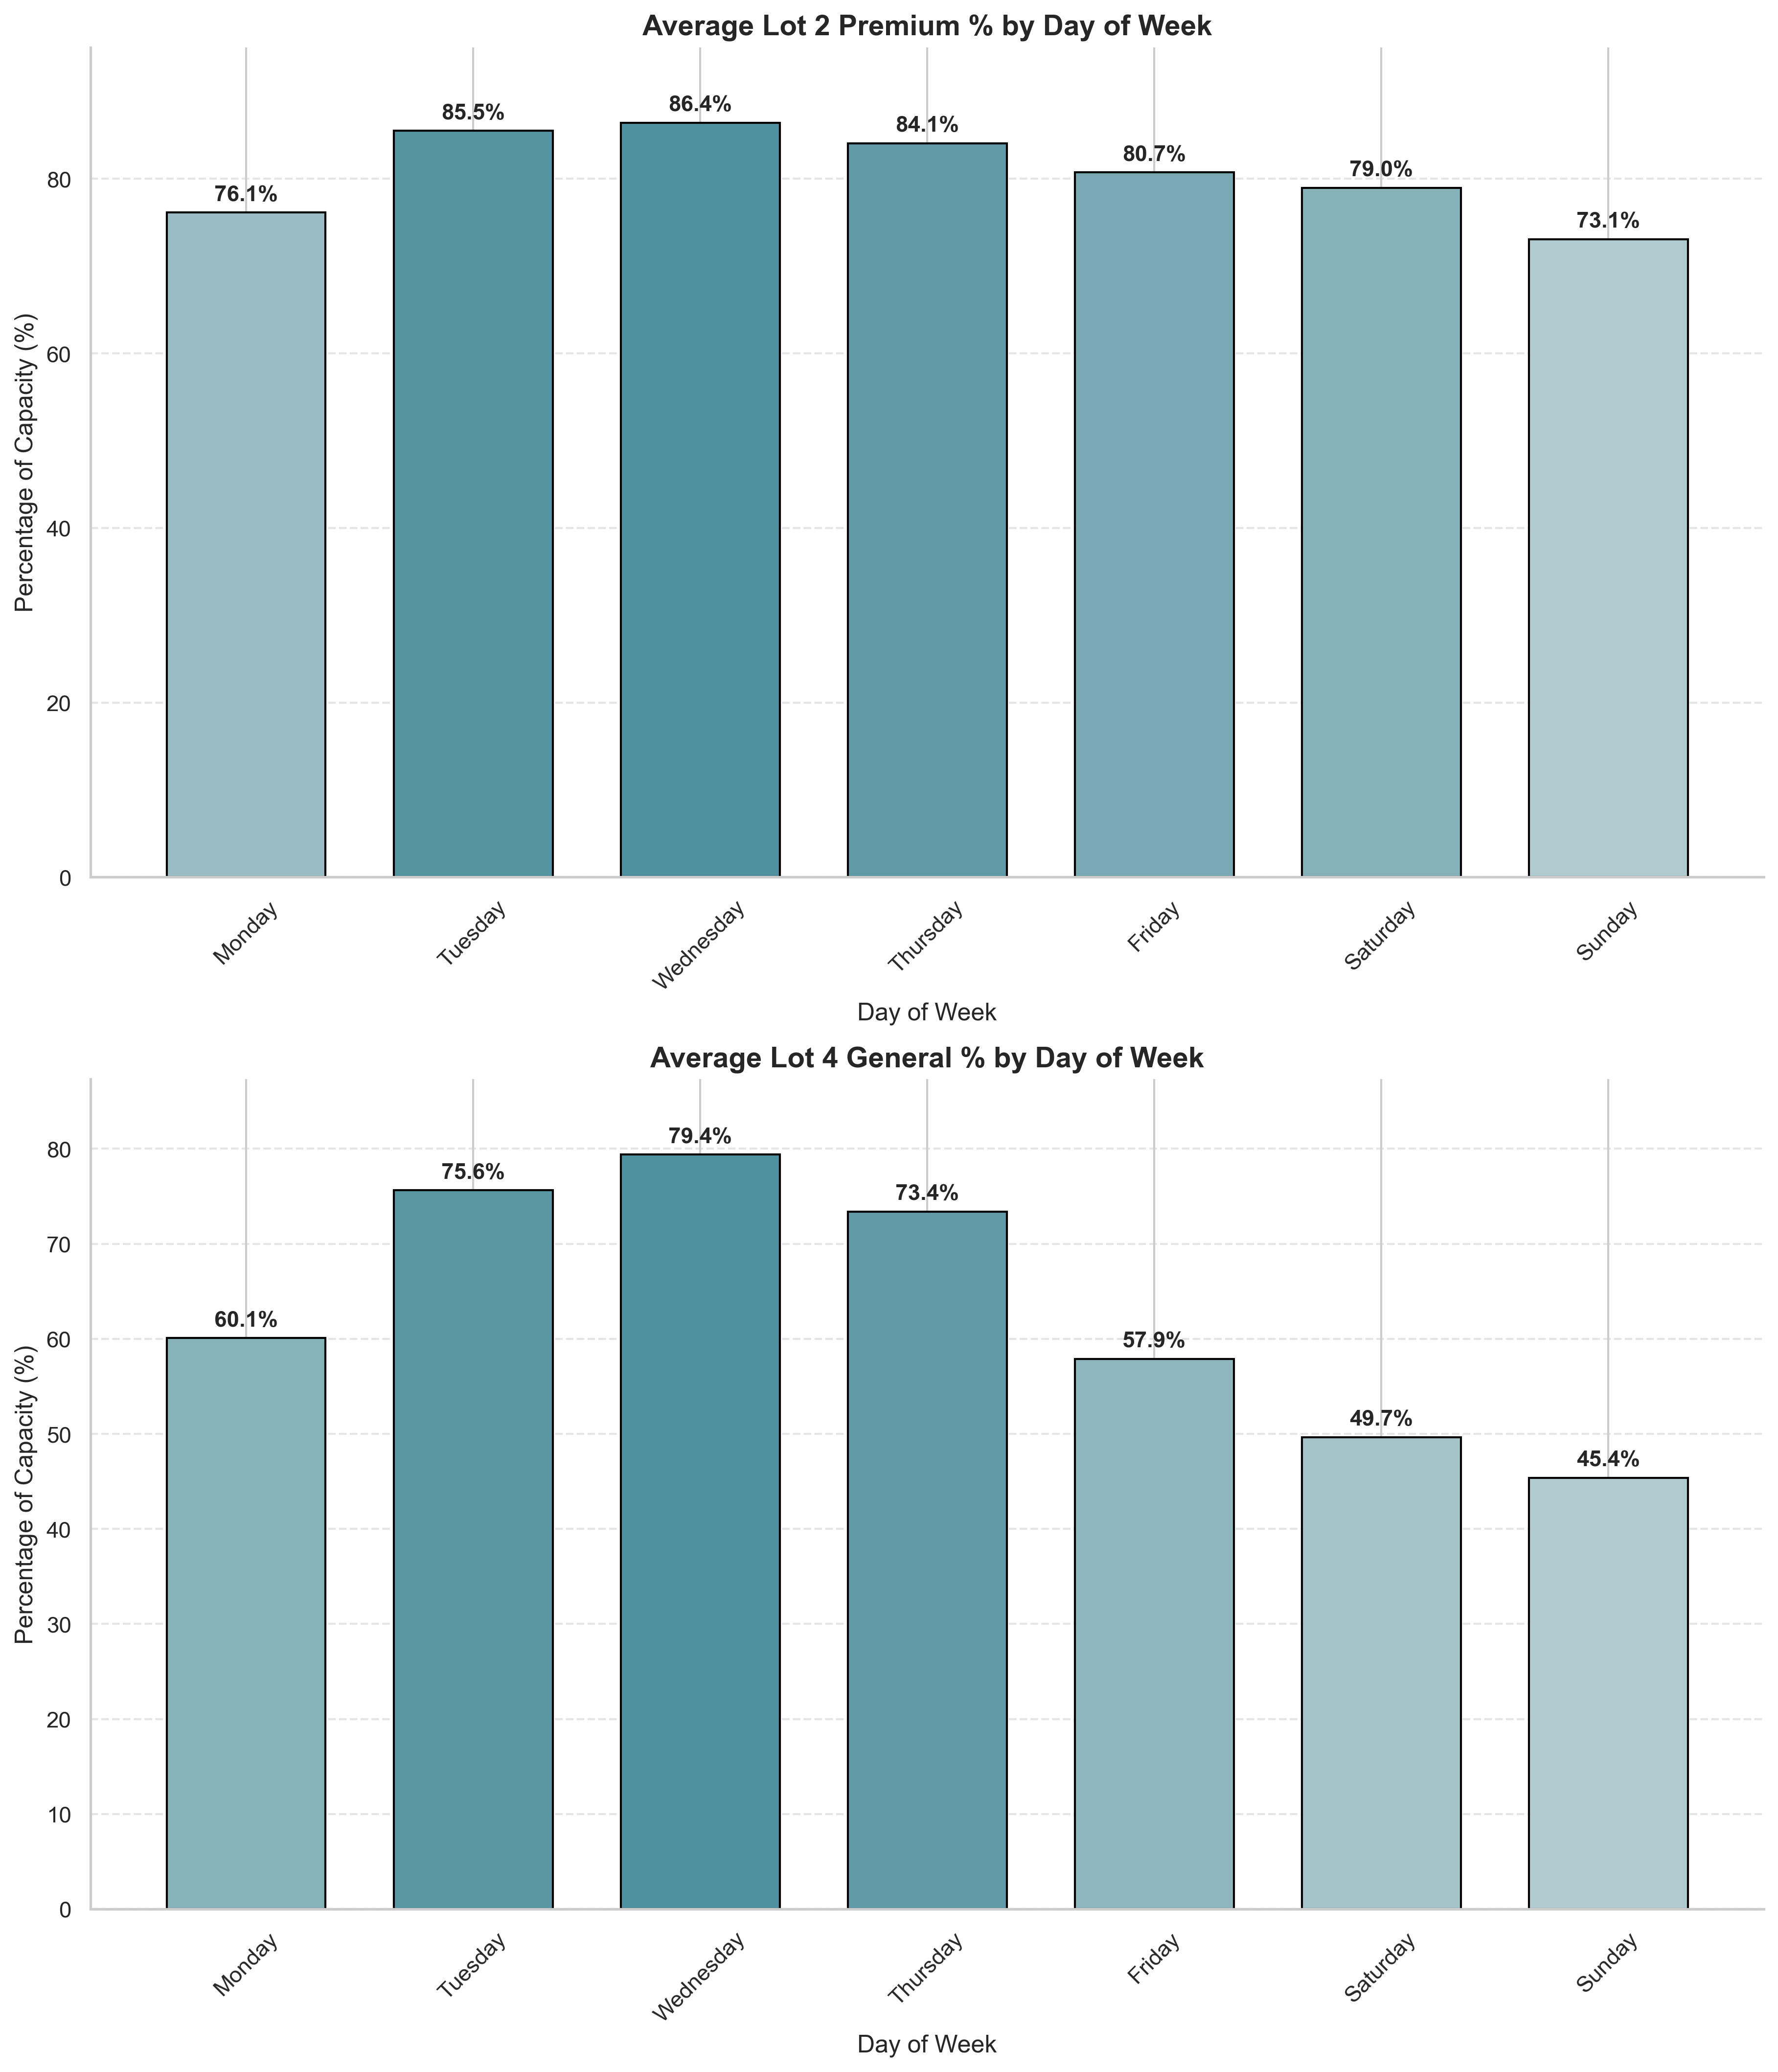 Average Lot 2 Premium % by Day of Week
Percentage of Capacity (%)
80
60
40
20
0
76.1%
85.5%
86.4%
84.1%
80.7%
79.0%
73.1%
Monday
Tuesday
Wednesday
Thursday
Friday
Saturday
Sunday
Day of Week
Average Lot 4 General % by Day of Week
Percentage of Capacity (%)
80
70
60
50
40
30
20
10
0
60.1%
75.6%
79.4%
73.4%
57.9%
49.7%
45.4%
Monday
Tuesday
Wednesday
Thursday
Friday
Saturday
Sunday
Day of Week